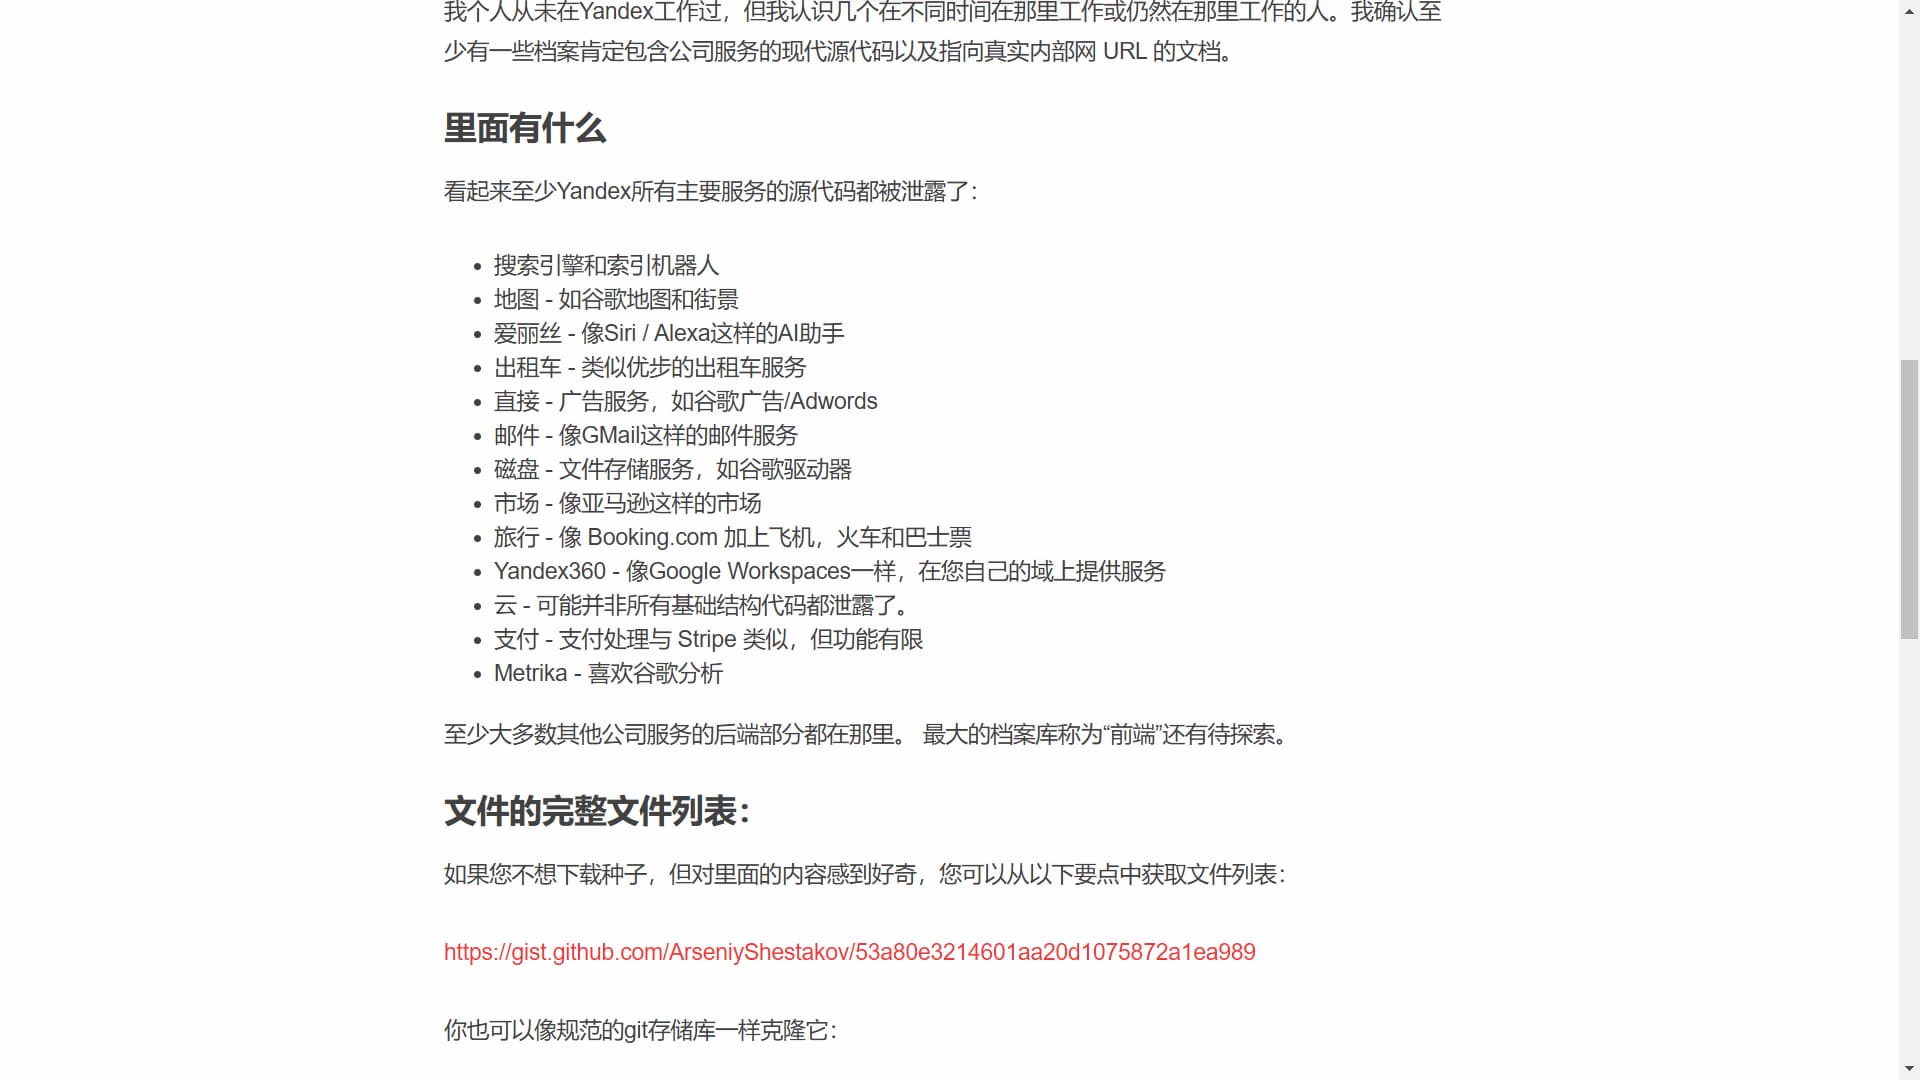 我个人从未在Yandex工作过，但我认识几个在不同时间在那里工作或仍然在那里工作的人。我确认至
少有一些档案肯定包含公司服务的现代源代码以及指向真实内部网 URL 的文档。
里面有什么
看起来至少Yandex所有主要服务的源代码都被泄露了：
• 搜索引擎和索引机器人
• 地图 - 如谷歌地图和街景
• 爱丽丝 - 像Siri / Alexa这样的AI助手
• 出租车 - 类似优步的出租车服务
• 直接 - 广告服务，如谷歌广告/Adwords
• 邮件 - 像GMail这样的邮件服务
• 磁盘 - 文件存储服务，如谷歌驱动器
• 市场 - 像亚马逊这样的市场
• 旅行 - 像 Booking.com 加上飞机，火车和巴士票
• Yandex360 - 像Google Workspaces一样，在您自己的域上提供服务
• 云 - 可能并非所有基础结构代码都泄露了。
• 支付 - 支付处理与 Stripe 类似，但功能有限
• Metrika - 喜欢谷歌分析
至少大多数其他公司服务的后端部分都在那里。 最大的档案库称为“前端”还有待探索。
文件的完整文件列表：
如果您不想下载种子，但对里面的内容感到好奇，您可以从以下要点中获取文件列表：
https://gist.github.com/ArseniyShestakov/53a80e3214601aa20d1075872a1ea989
你也可以像规范的git存储库一样克隆它：